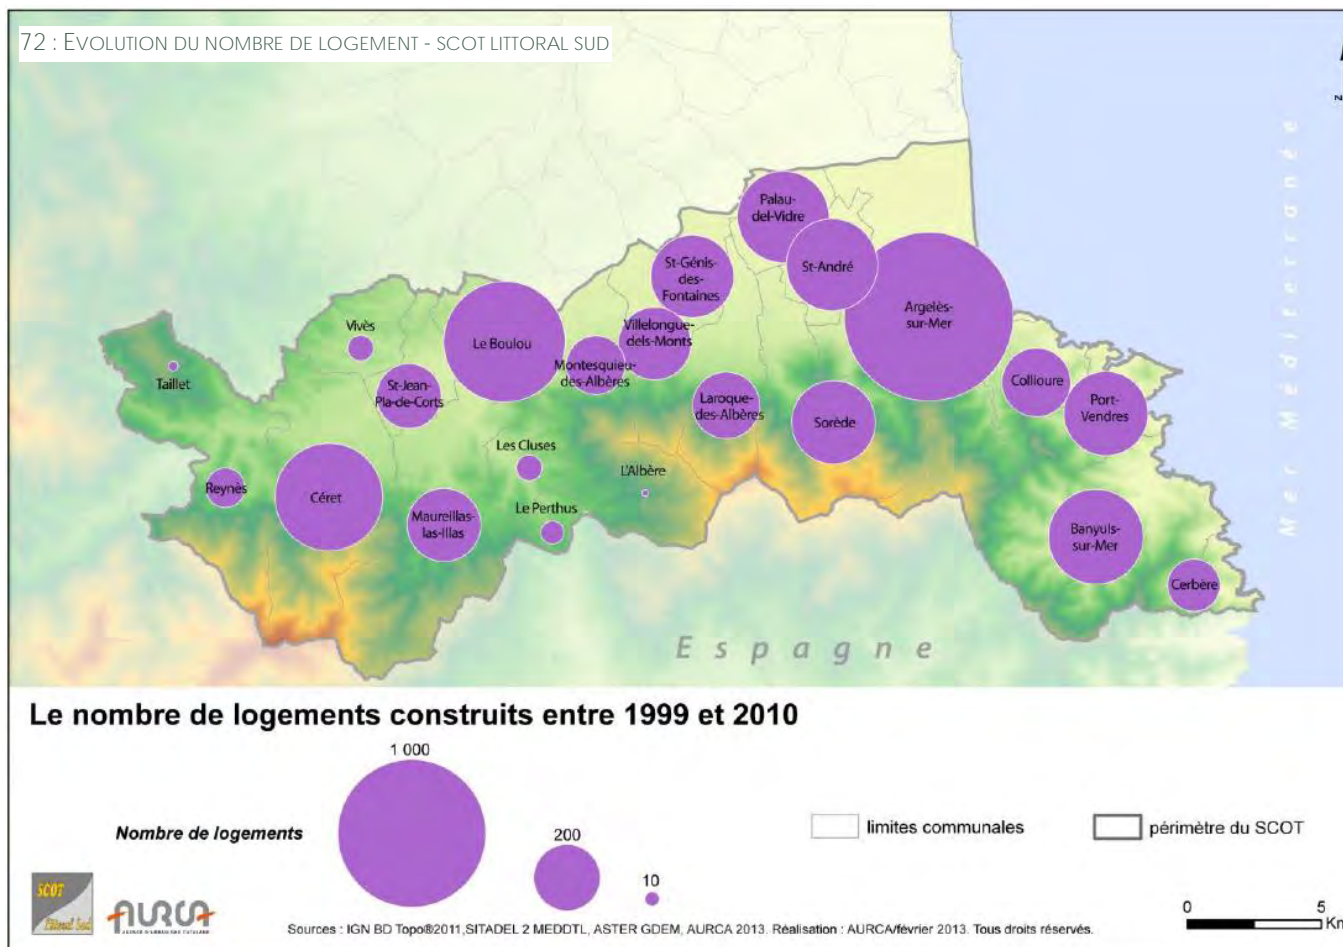 72 : EVOLUTION DU NOMBRE DE LOGEMENT - SCOT LITTORAL SUD
Palau-
del-Vidre
St-Génis-
des-
Fontaines
St-André
Argelès-
sur-Mer
Vivès
Le Boulou
Villelongue-
dels-Monts
Montesquieu-
des-Albères
Taillet
St-Jean-
Pla-de-Corts
Laroque-
des-Albères
Sorède
Collioure
Port-
Vendres
Les Cluses
L'Albère
Reynès
Céret
Maureillas-
las-Illas
Le Perthus
Banyuls-
sur-Mer
Cerbère
Mer Méditerranée
Espagne
Le nombre de logements construits entre 1999 et 2010
1 000
Nombre de logements
200
10
limites communales
périmètre du SCOT
SCOT
Littoral Sud
AURCA
0 5
Km
Sources : IGN BD Topo®2011,SITADEL 2 MEDDTL, ASTER GDEM, AURCA 2013. Réalisation : AURCA/février 2013. Tous droits réservés.